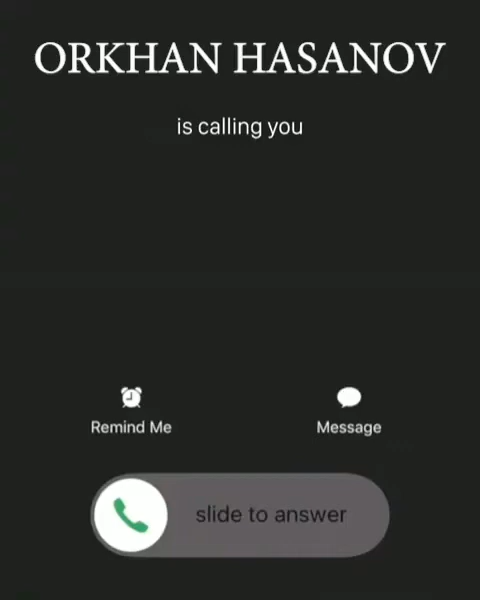 ORKHAN HASANOV
is calling you
Remind Me
Message
slide to answer